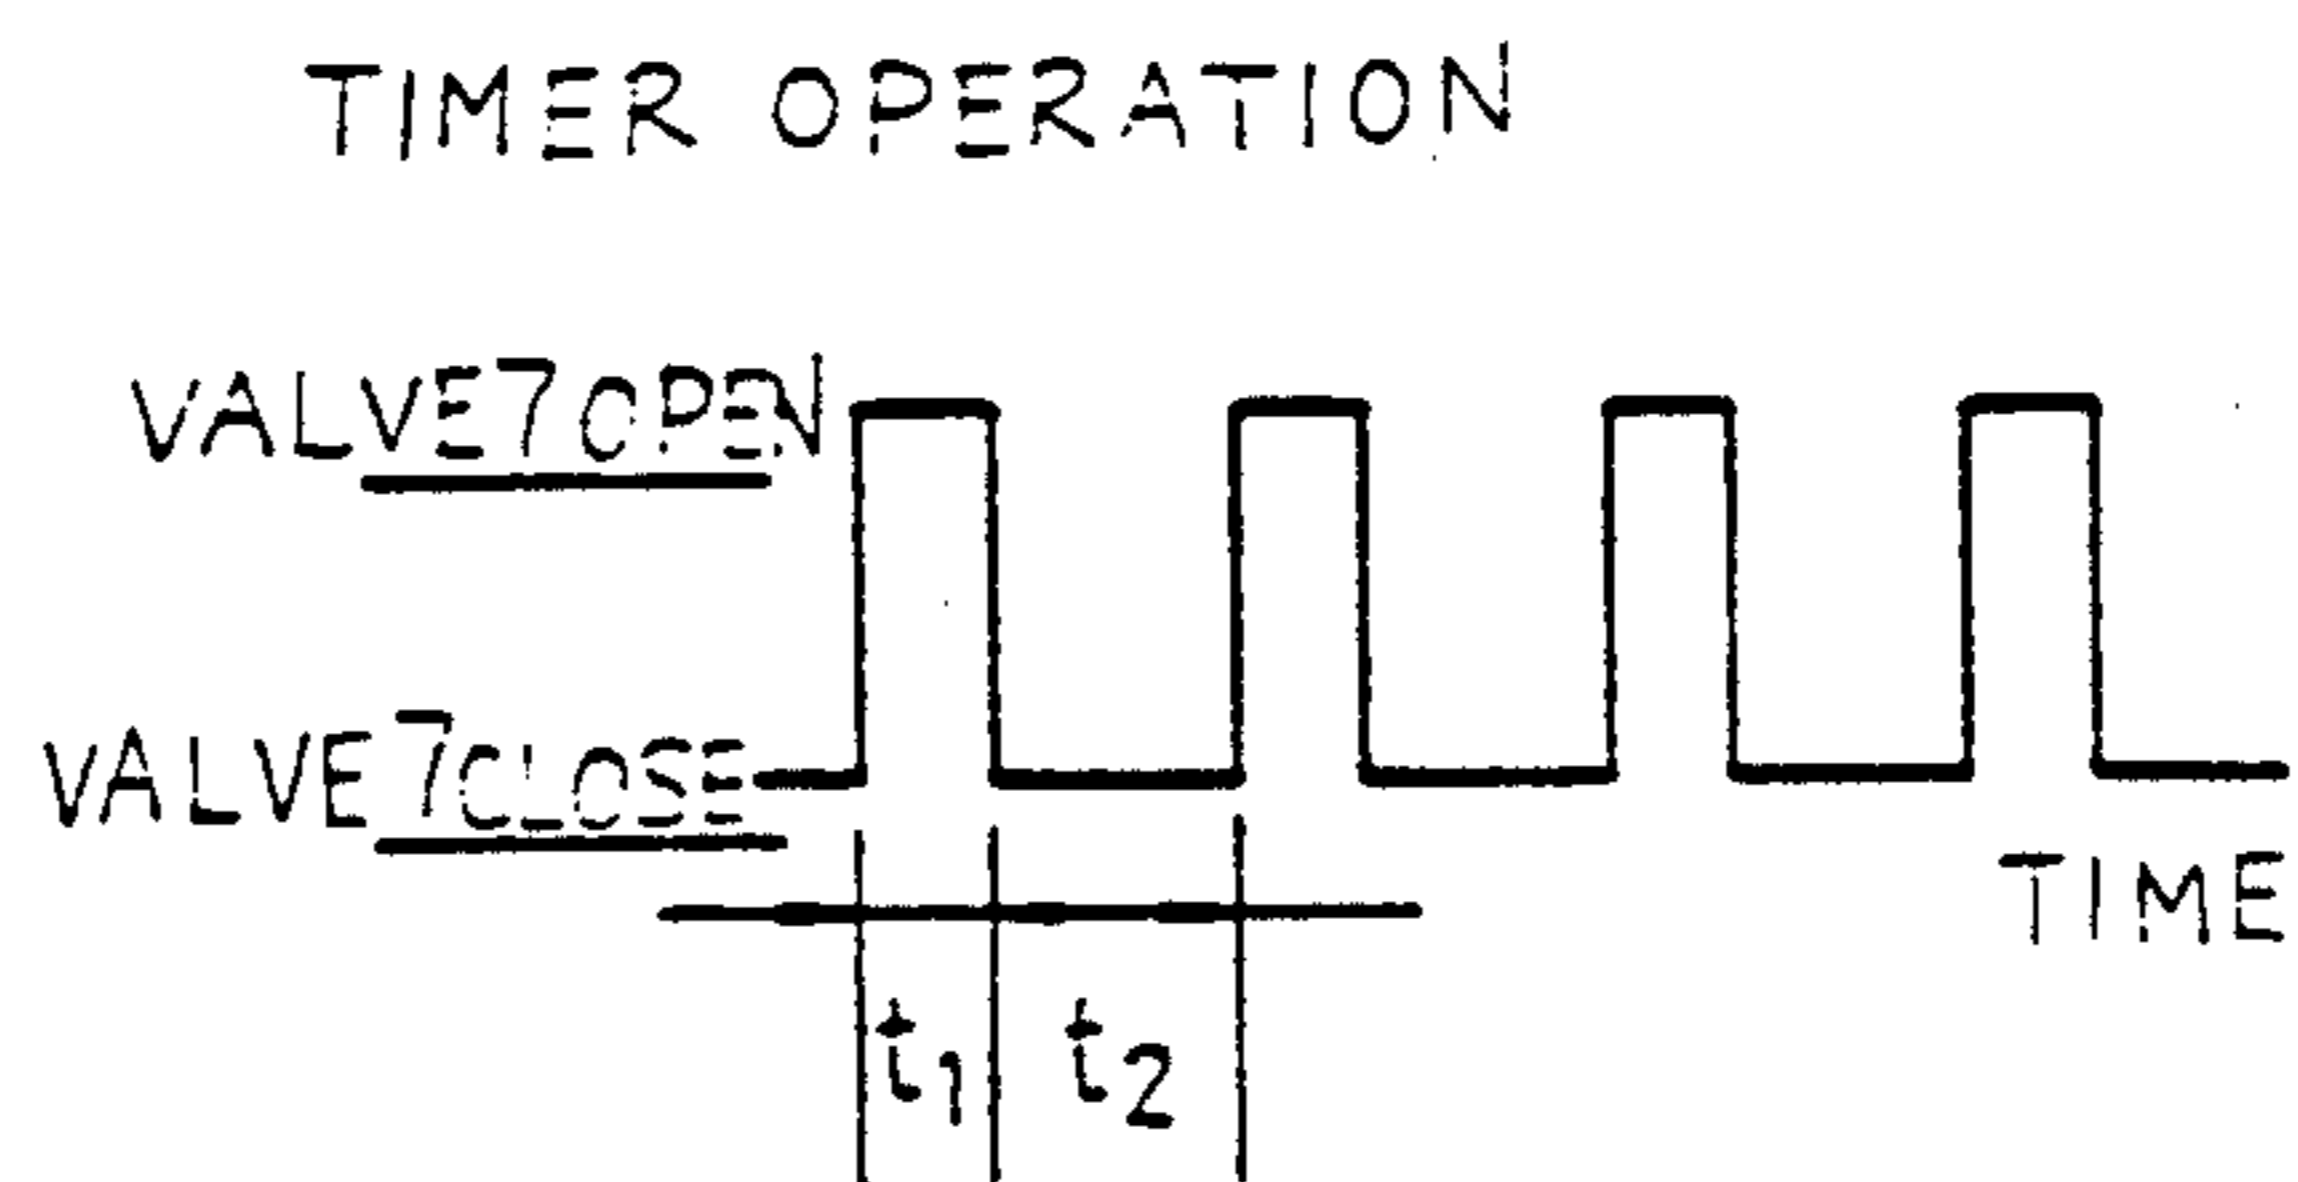 TIMER OPERATION
VALVE 7 OPEN
VALVE 7 CLOSE
TIME
t1 t2